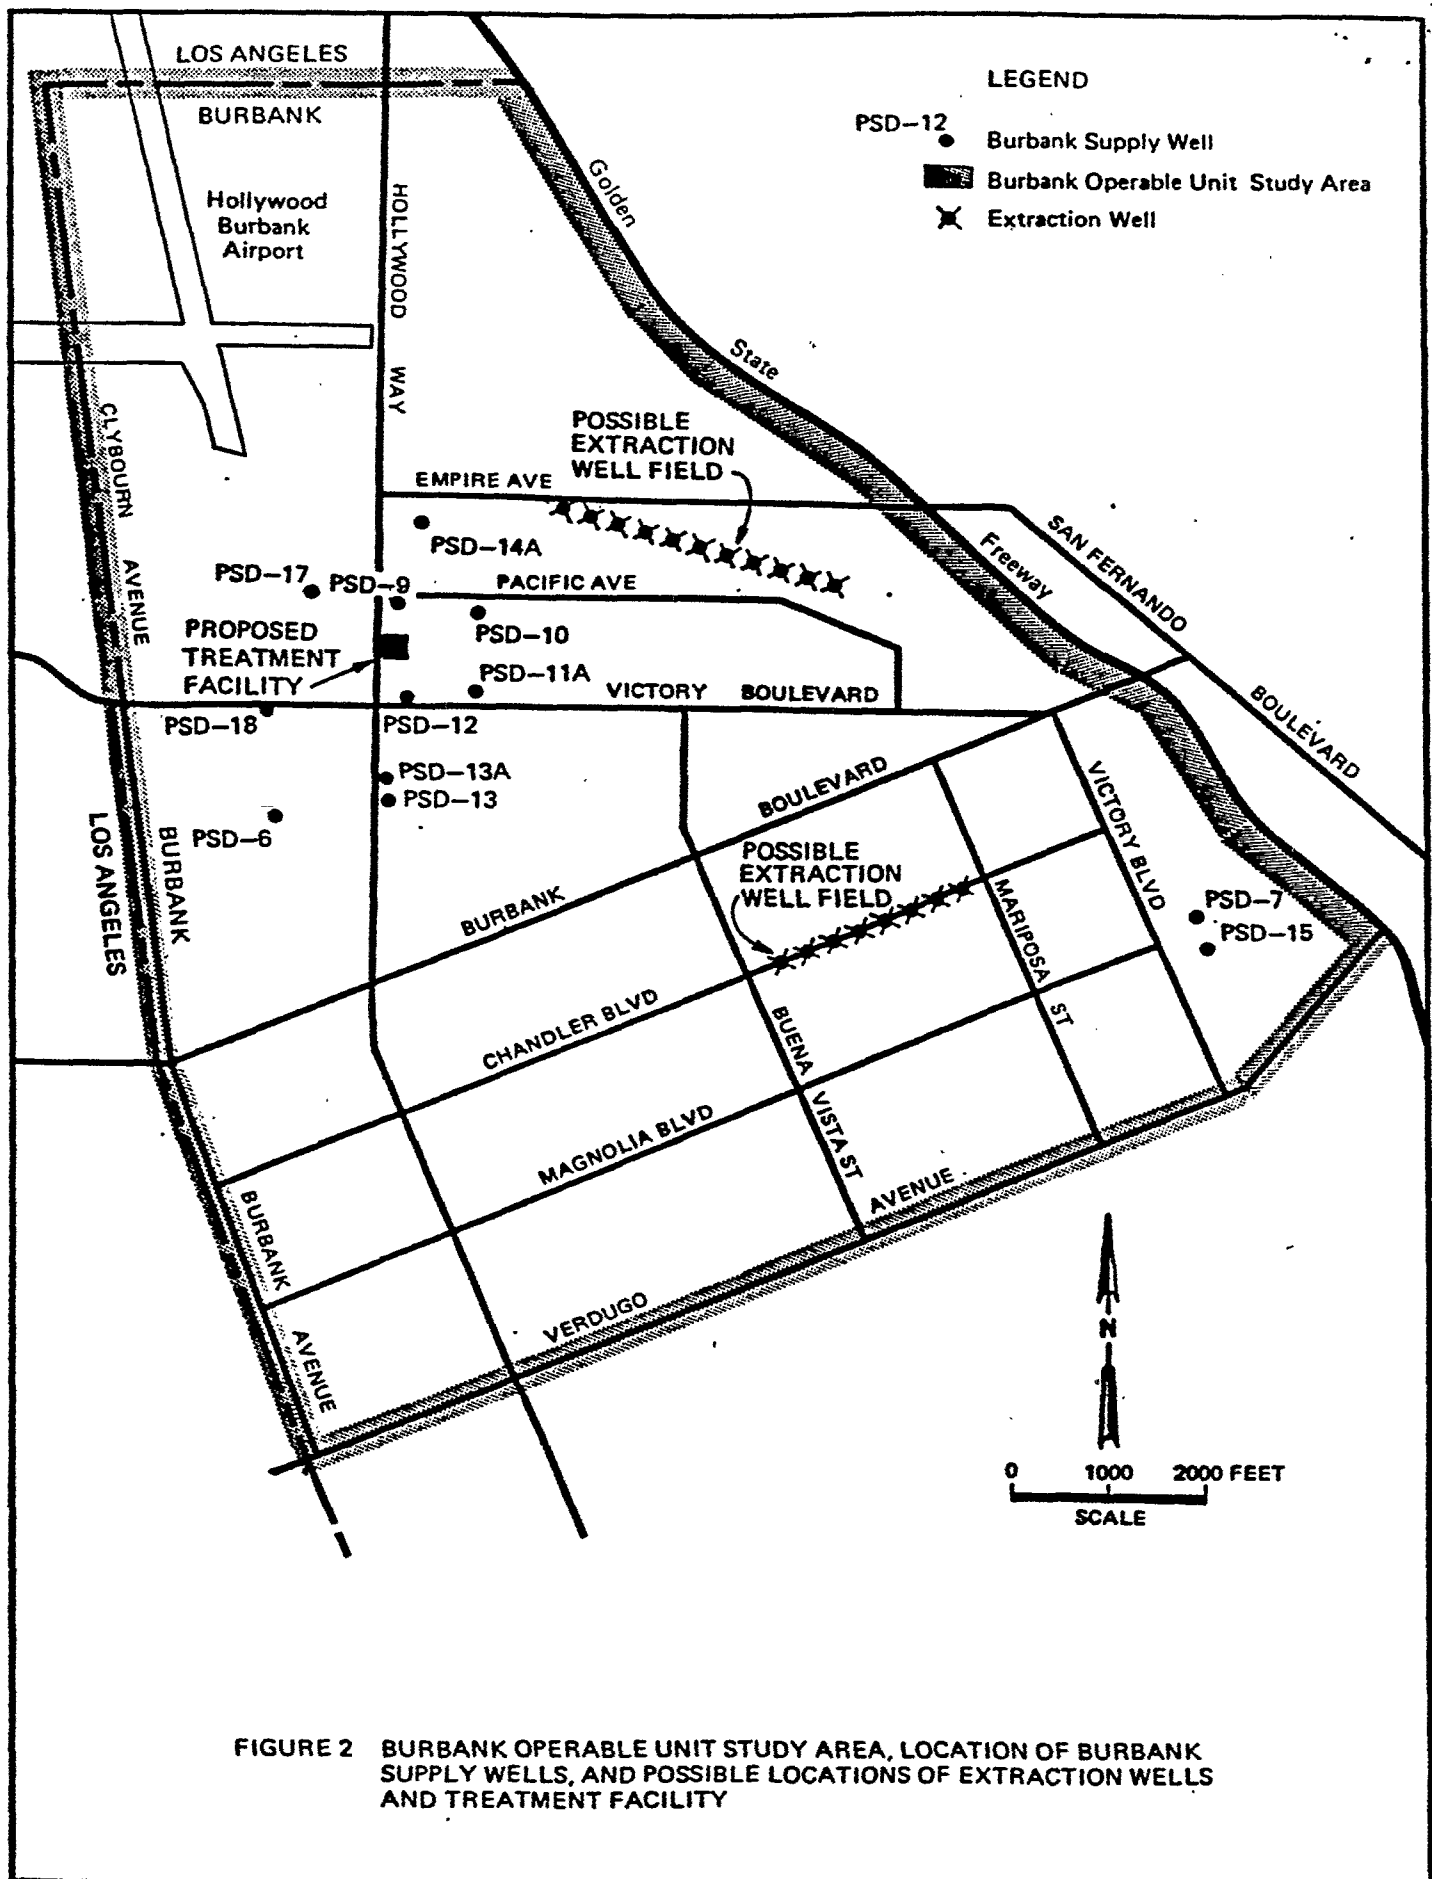 LOS ANGELES
BURBANK
LEGEND
PSD-12
Burbank Supply Well
Burbank Operable Unit Study Area
Extraction Well
Hollywood
Burbank
Airport
HOLLYWOOD WAY
Golden
State
Freeway
CLYBOURN AVENUE
POSSIBLE
EXTRACTION
WELL FIELD
EMPIRE AVE
PSD-14A
SAN FERNANDO BOULEVARD
PSD-17
PSD-9
PACIFIC AVE
PSD-10
PROPOSED
TREATMENT
FACILITY
PSD-11A
VICTORY BOULEVARD
PSD-18
PSD-12
PSD-13A
PSD-13
PSD-6
LOS ANGELES
BURBANK
BURBANK BOULEVARD
VICTORY BLVD
POSSIBLE
EXTRACTION
WELL FIELD
MARIPOSA ST
PSD-7
PSD-15
CHANDLER BLVD
BUENA VISTA ST
MAGNOLIA BLVD
BURBANK AVENUE
VERDUGO AVENUE
N
0 1000 2000 FEET
SCALE
FIGURE 2 BURBANK OPERABLE UNIT STUDY AREA, LOCATION OF BURBANK
SUPPLY WELLS, AND POSSIBLE LOCATIONS OF EXTRACTION WELLS
AND TREATMENT FACILITY